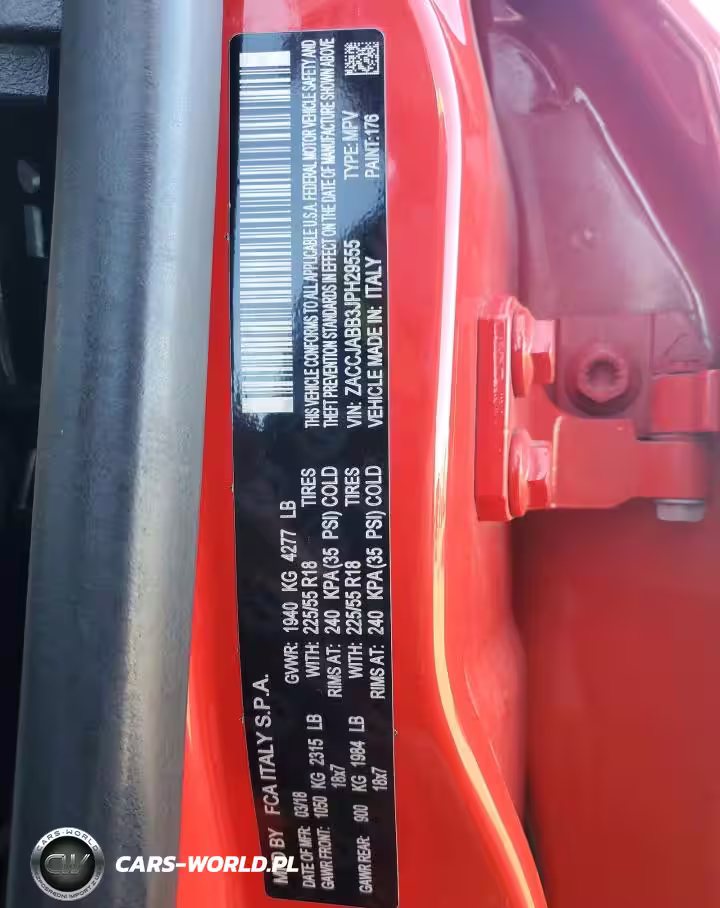 MFD BY FCA ITALY S.P.A.
DATE OF MFR: 03/18 GVWR: 1940 KG 4277 LB
GAWR FRONT: 1050 KG 2315 LB WITH: 225/55 R18 TIRES
18x7 RIMS AT: 240 KPA(35 PSI) COLD
GAWR REAR: 900 KG 1984 LB WITH: 225/55 R18 TIRES
18x7 RIMS AT: 240 KPA(35 PSI) COLD
THIS VEHICLE CONFORMS TO ALL APPLICABLE U.S.A. FEDERAL MOTOR VEHICLE SAFETY AND
THEFT PREVENTION STANDARDS IN EFFECT ON THE DATE OF MANUFACTURE SHOWN ABOVE
VIN: ZACCJABB3JPH29555 TYPE: MPV
VEHICLE MADE IN: ITALY PAINT: 176
CARS-WORLD
CW
CARS-WORLD.PL